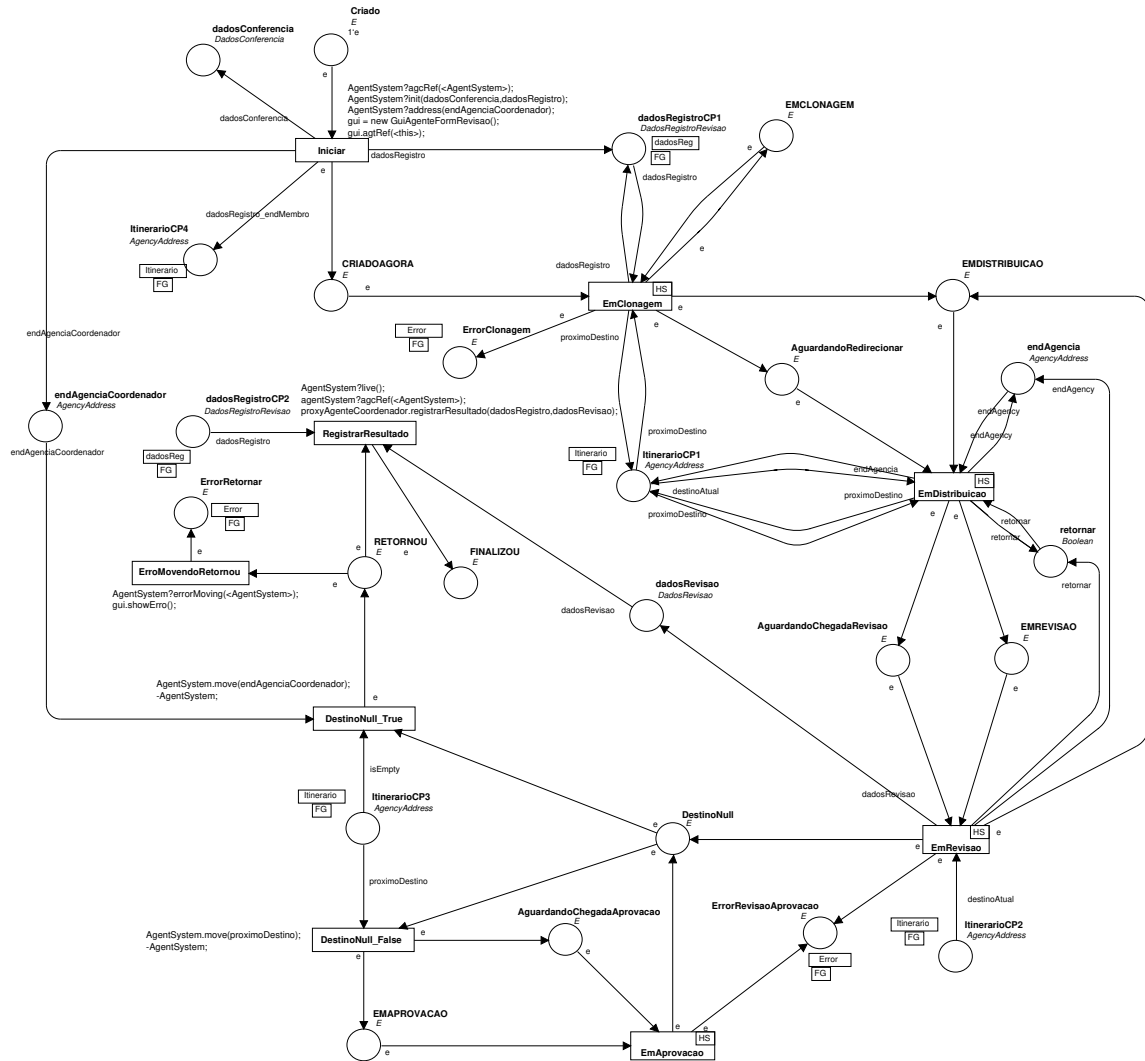 Criado
E
1'e
e
dadosConferencia
DadosConferencia
dadosConferencia
AgentSystem?agcRef(<AgentSystem>);
AgentSystem?init(dadosConferencia,dadosRegistro);
AgentSystem?address(endAgenciaCoordenador);
gui = new GuiAgenteFormRevisao();
gui.agtRef(<this>);
Iniciar
dadosRegistro
e
dadosRegistroCP1
DadosRegistroRevisao
dadosReg
FG
dadosRegistro
EMCLONAGEM
E
e
e
dadosRegistro_endMembro
ItinerarioCP4
AgencyAddress
Itinerario
FG
CRIADOAGORA
E
e
dadosRegistro
HS
EmClonagem
e
e
e
proximoDestino
EMDISTRIBUICAO
E
e
Error
FG
ErrorClonagem
E
AguardandoRedirecionar
E
e
endAgencia
AgencyAddress
endAgency
endAgency
endAgency
endAgenciaCoordenador
endAgenciaCoordenador
AgencyAddress
endAgenciaCoordenador
dadosRegistroCP2
DadosRegistroRevisao
dadosRegistro
dadosReg
FG
AgentSystem?live();
agentSystem?agcRef(<AgentSystem>);
proxyAgenteCoordenador.registrarResultado(dadosRegistro,dadosRevisao);
RegistrarResultado
proximoDestino
Itinerario
FG
ItinerarioCP1
AgencyAddress
endAgencia
destinoAtual
proximoDestino
proximoDestino
HS
EmDistribuicao
e
e
retornar
retornar
retornar
Boolean
retornar
ErrorRetornar
E
Error
FG
e
ErroMovendoRetornou
AgentSystem?errorMoving(<AgentSystem>);
gui.showErro();
e
RETORNOU
E
e
e
FINALIZOU
E
dadosRevisao
DadosRevisao
dadosRevisao
AguardandoChegadaRevisao
E
e
EMREVISAO
E
e
AgentSystem.move(endAgenciaCoordenador);
-AgentSystem;
e
DestinoNull_True
isEmpty
Itinerario
FG
ItinerarioCP3
AgencyAddress
proximoDestino
DestinoNull
E
e
e
dadosRevisao
HS
EmRevisao
e
e
e
destinoAtual
Itinerario
FG
ItinerarioCP2
AgencyAddress
ErrorRevisaoAprovacao
E
Error
FG
AgentSystem.move(proximoDestino);
-AgentSystem;
DestinoNull_False
e
e
AguardandoChegadaAprovacao
E
e
EMAPROVACAO
E
e
e
e
HS
EmAprovacao